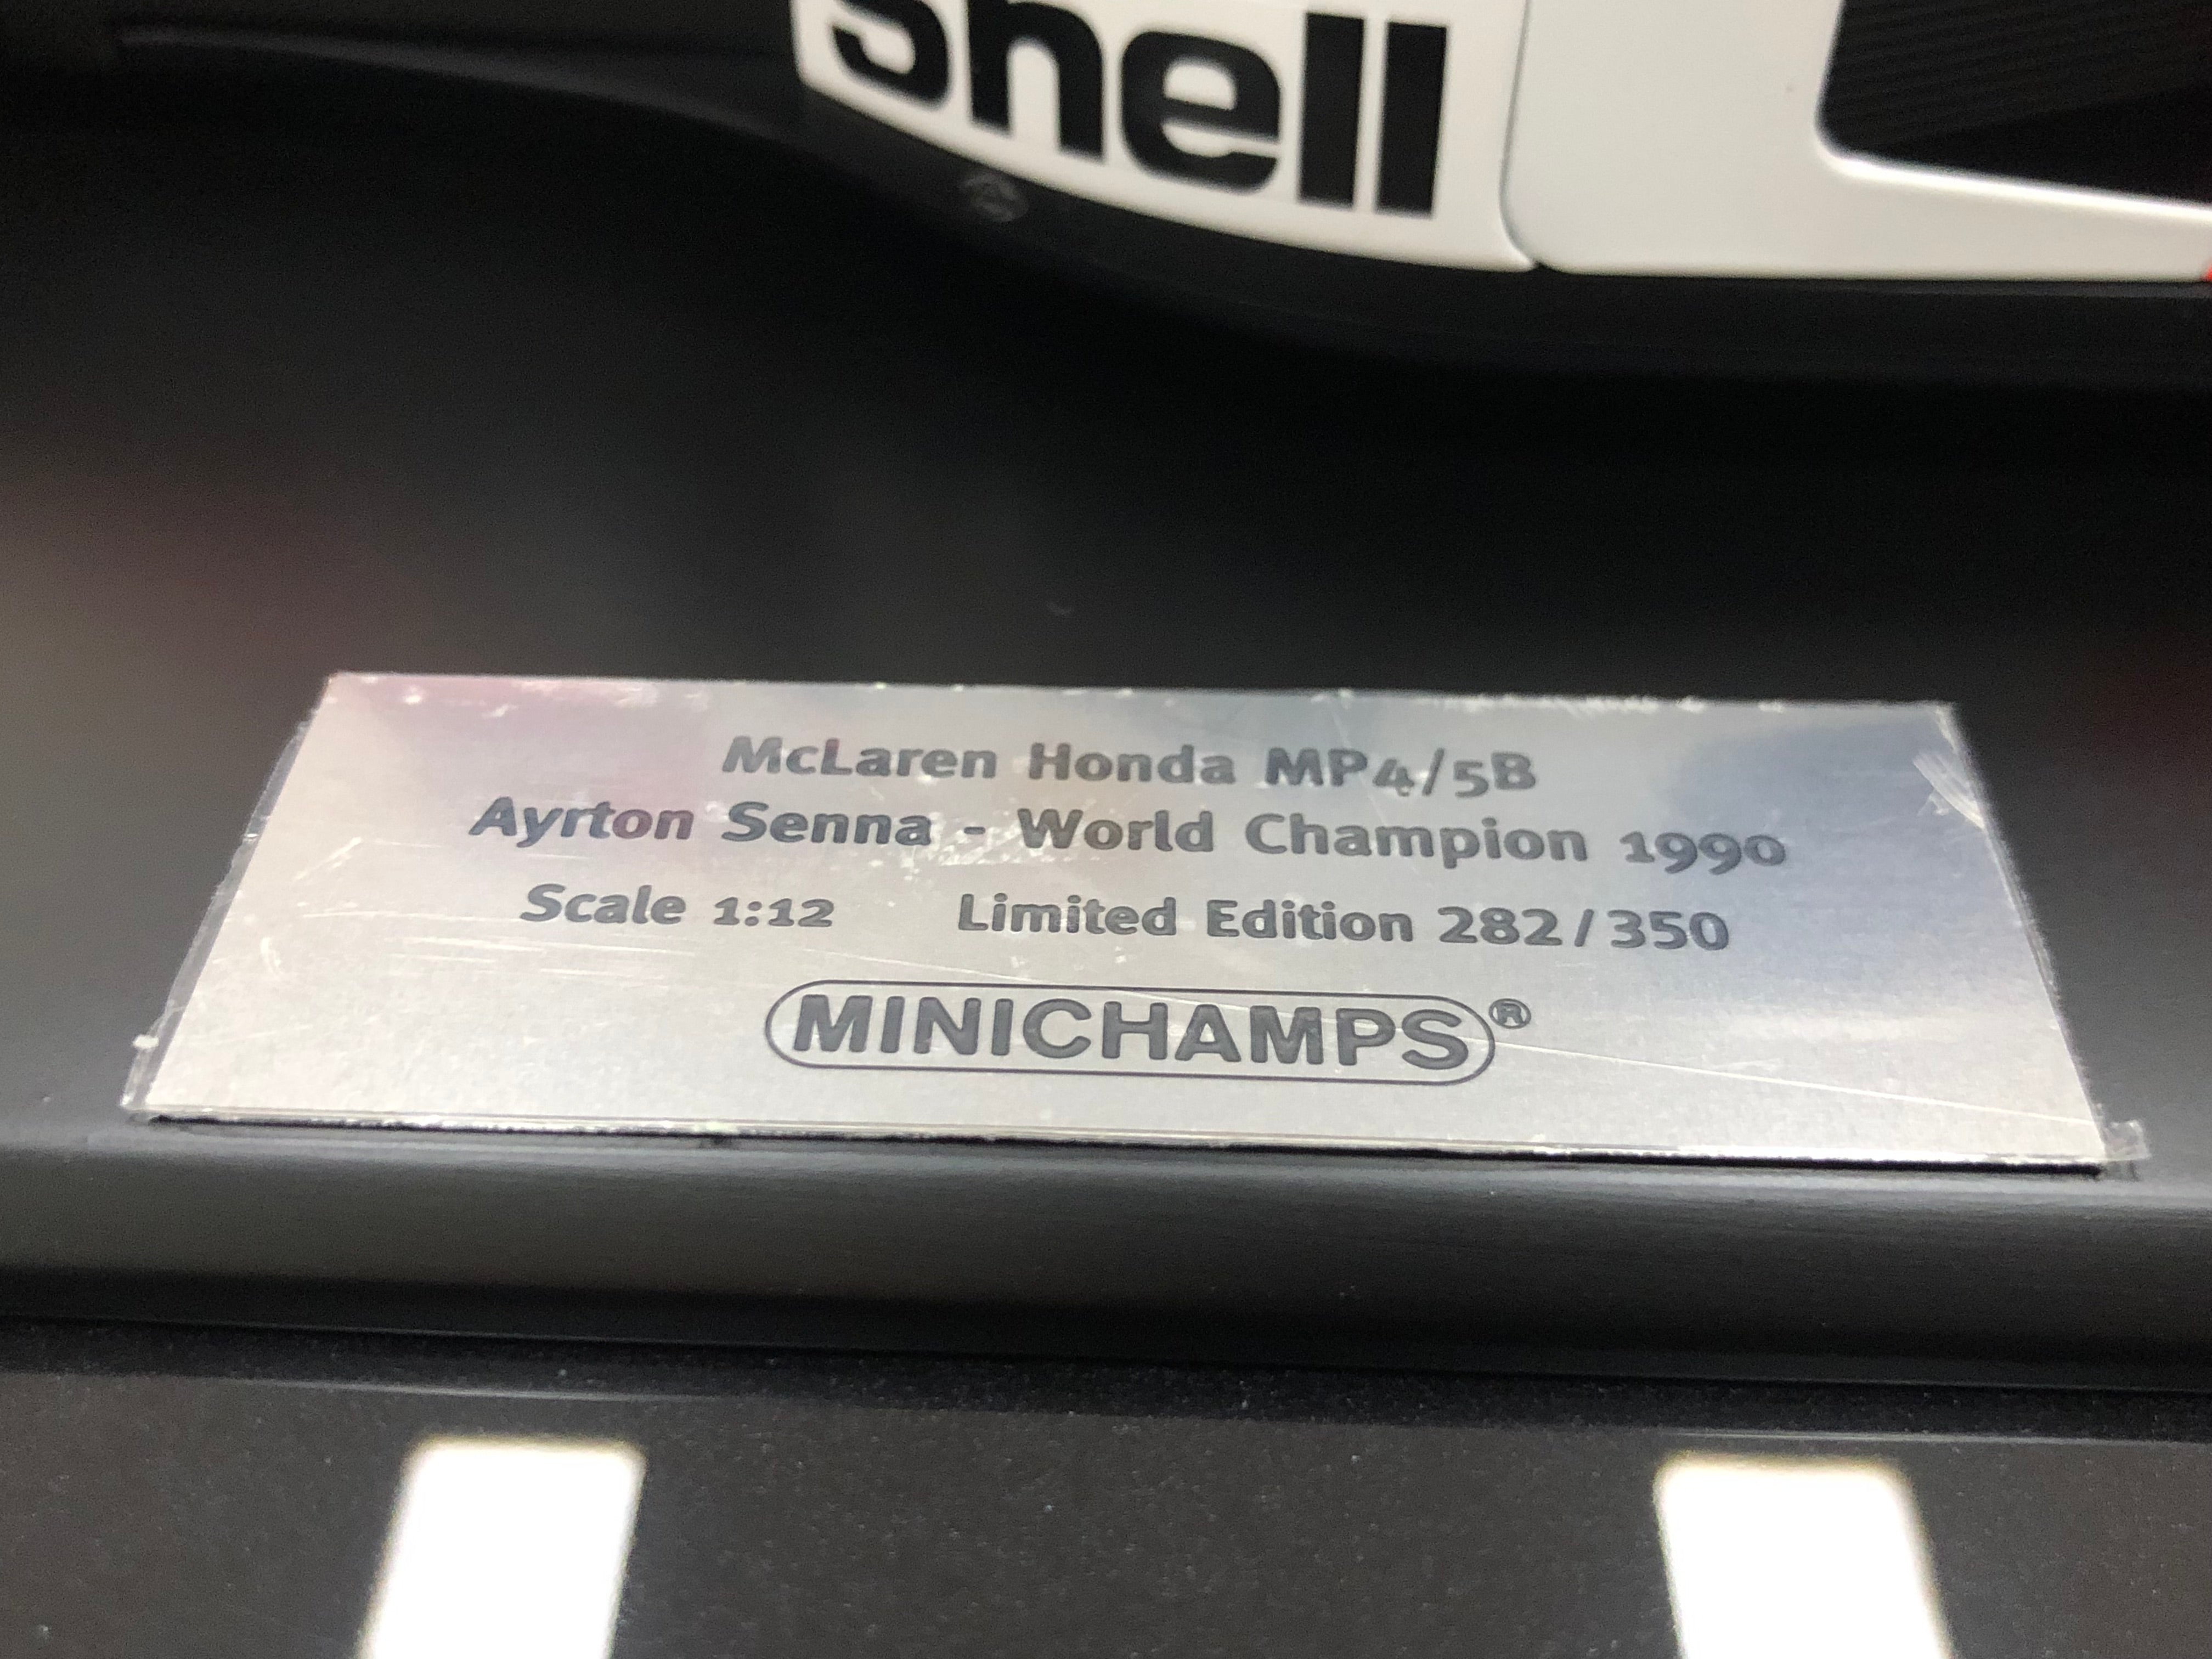 Shell
McLaren Honda MP4/5B
Ayrton Senna - World Champion 1990
Scale 1:12 Limited Edition 282/350
MINICHAMPS®